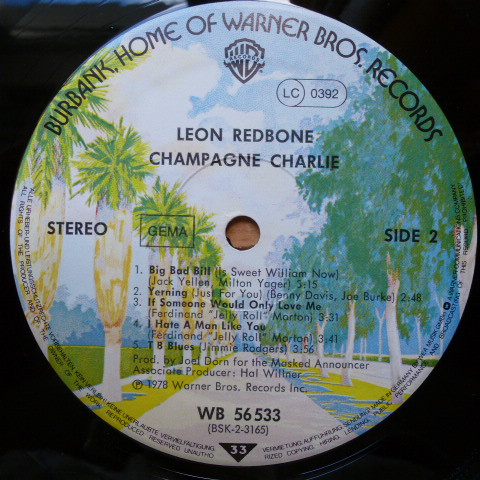 BURBANK, HOME OF WARNER BROS. RECORDS
RECORDS
LC 0392
LEON REDBONE
CHAMPAGNE CHARLIE
STEREO
GEMA
SIDE 2
1. Big Bad Bill (Is Sweet William Now)
(Jack Yellen, Milton Yager) 3:15
2. Yerning (Just For You) (Benny Davis, Joe Burke) 2:48
3. If Someone Would Only Love Me
(Ferdinand "Jelly Roll" Morton) 3:31
4. I Hate A Man Like You
(Ferdinand "Jelly Roll" Morton) 3:41
5. T B Blues (Jimmie Rodgers) 3:56
Prod. by Joel Dorn for the Masked Announcer
Associate Producer: Hal Willner
℗ 1978 Warner Bros. Records Inc.
WB 56 533
(BSK-2-3165)
33